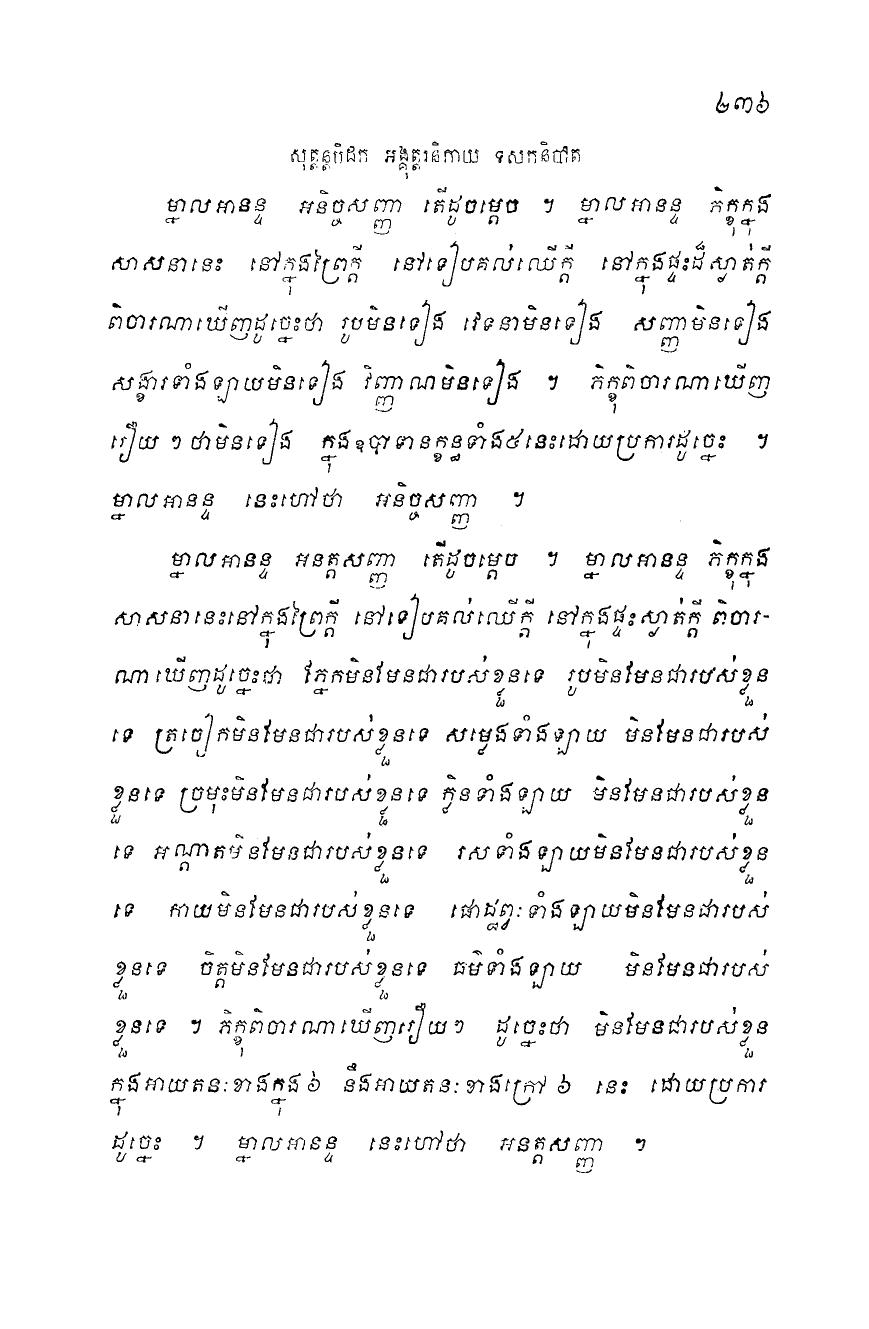 ២៣៦
សុត្តន្តបិដក អង្គុត្តរនិកាយ ទសកនិបាត
ម្នាលអានន្ទ អនិច្ចសញ្ញា តើដូចម្តេច ។ ម្នាលអានន្ទ ភិក្ខុក្នុង
សាសនានេះ នៅក្នុងព្រៃក្តី នៅទៀបគល់ឈើក្តី នៅក្នុងផ្ទះដ៏ស្ងាត់ក្តី
ពិចារណាឃើញដូច្នេះថា រូបមិនទៀង វេទនាមិនទៀង សញ្ញាមិនទៀង
សង្ខារទាំងឡាយមិនទៀង វិញ្ញាណមិនទៀង ។ ភិក្ខុពិចារណាឃើញ
រឿយ ៗ ថាមិនទៀង ក្នុងឧបាទានក្ខន្ធទាំង៥នេះដោយប្រការដូច្នេះ ។
ម្នាលអានន្ទ នេះហៅថា អនិច្ចសញ្ញា ។
ម្នាលអានន្ទ អនត្តសញ្ញា តើដូចម្តេច ។ ម្នាលអានន្ទ ភិក្ខុក្នុង
សាសនានេះនៅក្នុងព្រៃក្តី នៅទៀបគល់ឈើក្តី នៅក្នុងផ្ទះស្ងាត់ក្តី ពិចារ-
ណាឃើញដូច្នេះថា ភ្នែកមិនមែនជារបស់ខ្លួនទេ រូបមិនមែនជារបស់ខ្លួន
ទេ ត្រចៀកមិនមែនជារបស់ខ្លួនទេ សម្លេងទាំងឡាយ មិនមែនជារបស់
ខ្លួនទេ ច្រមុះមិនមែនជារបស់ខ្លួនទេ ក្លិនទាំងឡាយ មិនមែនជារបស់ខ្លួន
ទេ អណ្តាតមិនមែនជារបស់ខ្លួនទេ រសទាំងឡាយមិនមែនជារបស់ខ្លួន
ទេ កាយមិនមែនជារបស់ខ្លួនទេ ផោដ្ឋព្វៈទាំងឡាយមិនមែនជារបស់
ខ្លួនទេ ចិត្តមិនមែនជារបស់ខ្លួនទេ ធម៌ទាំងឡាយ មិនមែនជារបស់
ខ្លួនទេ ។ ភិក្ខុពិចារណាឃើញរឿយៗ ដូច្នេះថា មិនមែនជារបស់ខ្លួន
ក្នុងអាយតនៈខាងក្នុង ៦ នឹងអាយតនៈខាងក្រៅ ៦ នេះ ដោយប្រការ
ដូច្នេះ ។ ម្នាលអានន្ទ នេះហៅថា អនត្តសញ្ញា ។